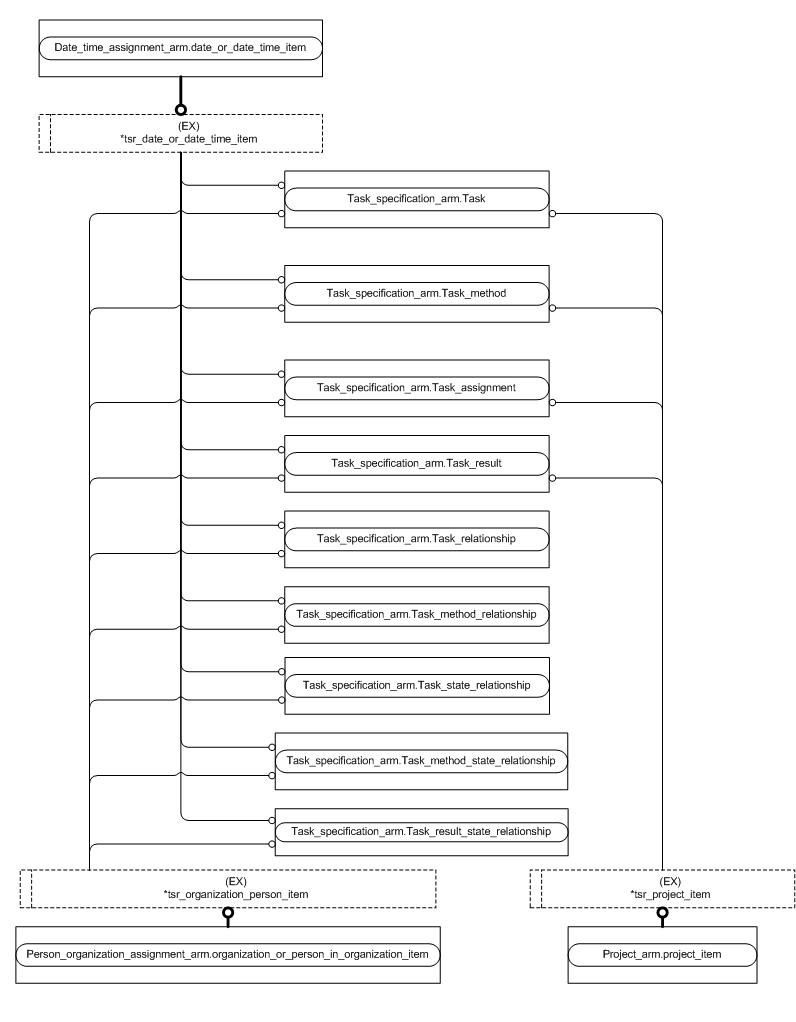 Date_time_assignment_arm.date_or_date_time_item
(EX)
*tsr_date_or_date_time_item
Task_specification_arm.Task
Task_specification_arm.Task_method
Task_specification_arm.Task_assignment
Task_specification_arm.Task_result
Task_specification_arm.Task_relationship
Task_specification_arm.Task_method_relationship
Task_specification_arm.Task_state_relationship
Task_specification_arm.Task_method_state_relationship
Task_specification_arm.Task_result_state_relationship
(EX)
*tsr_organization_person_item
(EX)
*tsr_project_item
Person_organization_assignment_arm.organization_or_person_in_organization_item
Project_arm.project_item